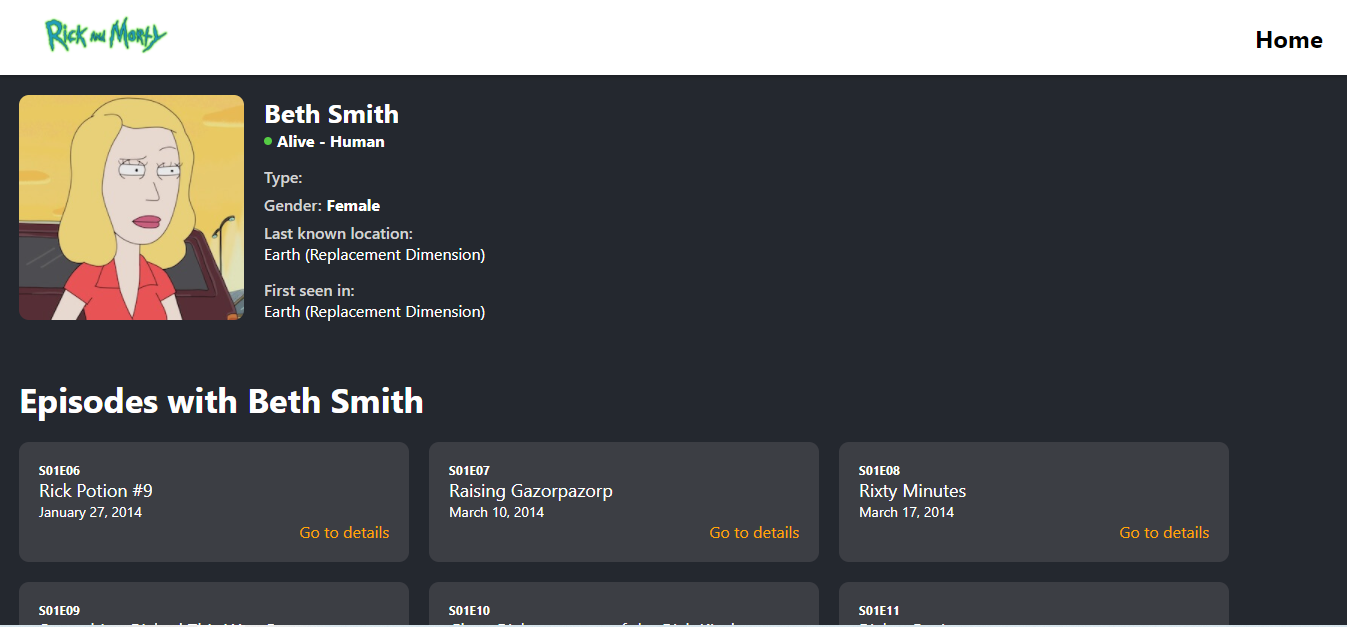 Rick and Morty
Home
Beth Smith
Alive - Human
Type:
Gender: Female
Last known location:
Earth (Replacement Dimension)
First seen in:
Earth (Replacement Dimension)
Episodes with Beth Smith
S01E06
Rick Potion #9
January 27, 2014
Go to details
S01E07
Raising Gazorpazorp
March 10, 2014
Go to details
S01E08
Rixty Minutes
March 17, 2014
Go to details
S01E09
S01E10
S01E11